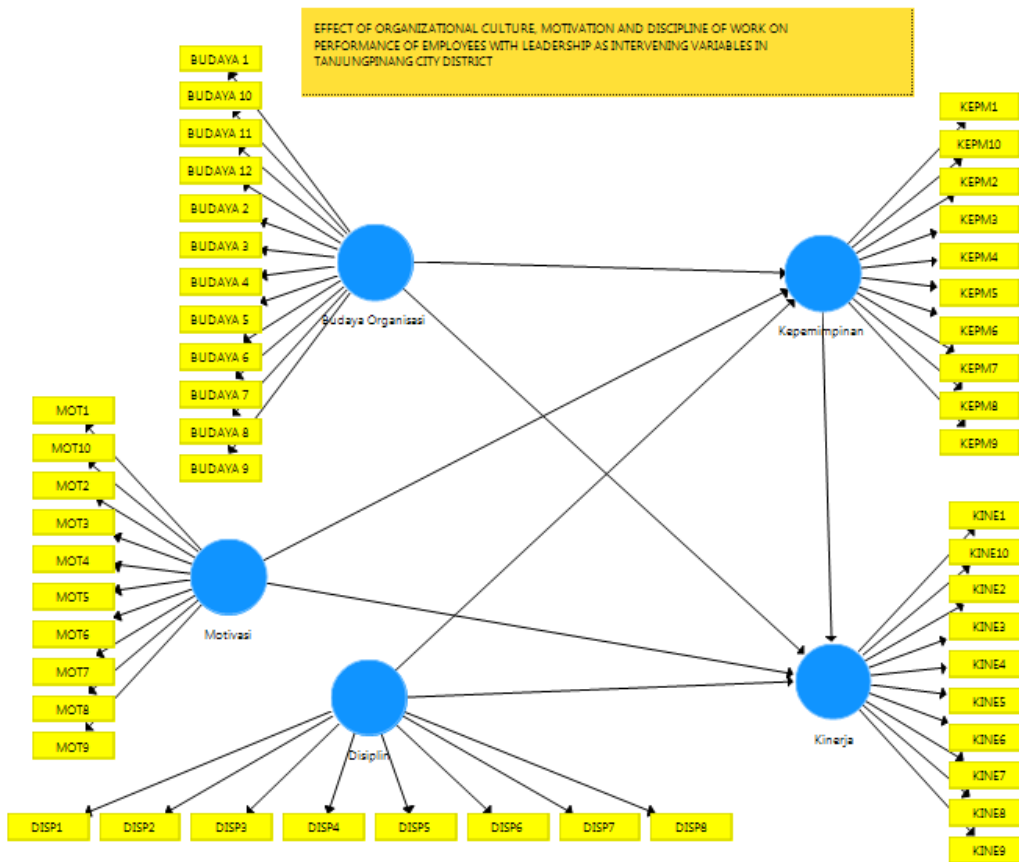 EFFECT OF ORGANIZATIONAL CULTURE, MOTIVATION AND DISCIPLINE OF WORK ON
PERFORMANCE OF EMPLOYEES WITH LEADERSHIP AS INTERVENING VARIABLES IN
TANJUNGPINANG CITY DISTRICT
BUDAYA 1
BUDAYA 10
BUDAYA 11
BUDAYA 12
BUDAYA 2
BUDAYA 3
BUDAYA 4
BUDAYA 5
BUDAYA 6
BUDAYA 7
BUDAYA 8
BUDAYA 9
Budaya Organisasi
KEPM1
KEPM10
KEPM2
KEPM3
KEPM4
KEPM5
KEPM6
KEPM7
KEPM8
KEPM9
Kepemimpinan
MOT1
MOT10
MOT2
MOT3
MOT4
MOT5
MOT6
MOT7
MOT8
MOT9
Motivasi
KINE1
KINE10
KINE2
KINE3
KINE4
KINE5
KINE6
KINE7
KINE8
KINE9
Kinerja
Disiplin
DISP1
DISP2
DISP3
DISP4
DISP5
DISP6
DISP7
DISP8